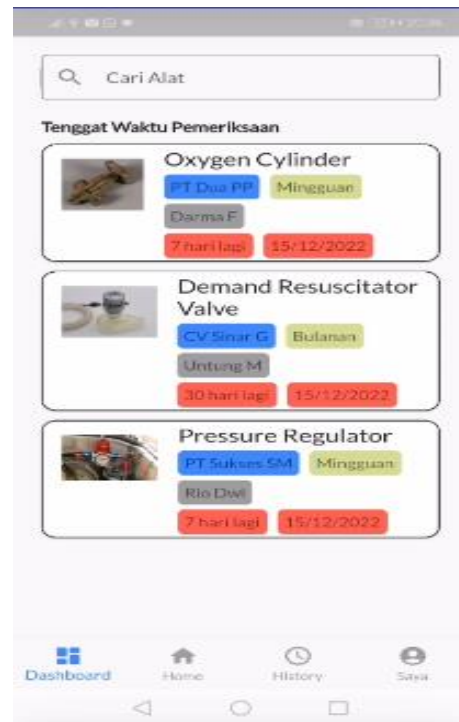 Cari Alat
Tenggat Waktu Pemeriksaan
Oxygen Cylinder
PT Dua PP Mingguan
Darma F
7 hari lagi 15/12/2022
Demand Resuscitator
Valve
CV Sinar G Bulanan
Untung M
30 hari lagi 15/12/2022
Pressure Regulator
PT Sukses SM Mingguan
Rio Dwi
7 hari lagi 15/12/2022
Dashboard Home History Saya